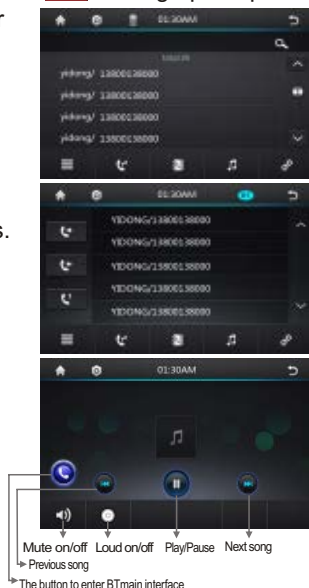 r
01:30AM
yidong/ 13800138000
yidong/ 13800138000
yidong/ 13800138000
yidong/ 13800138000
s.
01:30AM
YIDONG/13800138000
YIDONG/13800138000
YIDONG/13800138000
YIDONG/13800138000
YIDONG/13800138000
01:30AM
Mute on/off Loud on/off Play/Pause Next song
Previous song
The button to enter BTmain interface